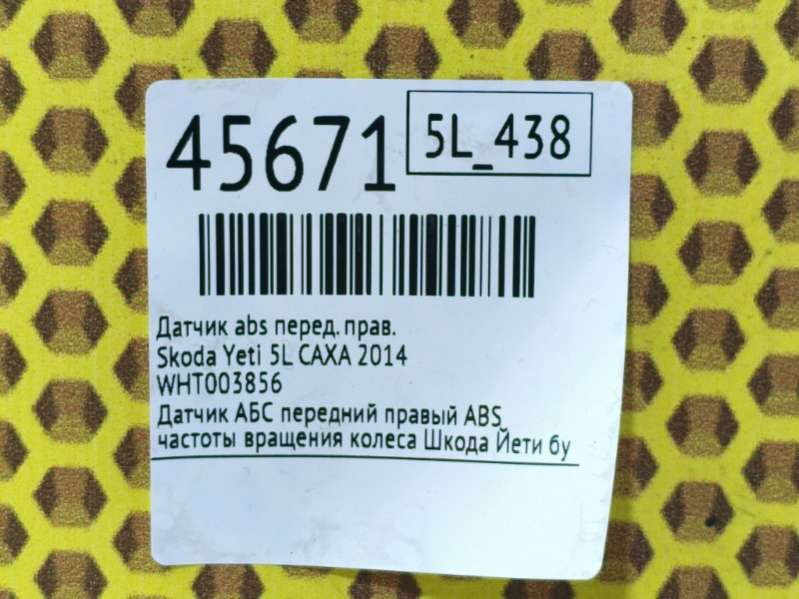 45671
5L_438
Датчик abs перед. прав.
Skoda Yeti 5L CAXA 2014
WHT003856
Датчик АБС передний правый ABS
частоты вращения колеса Шкода Йети бу